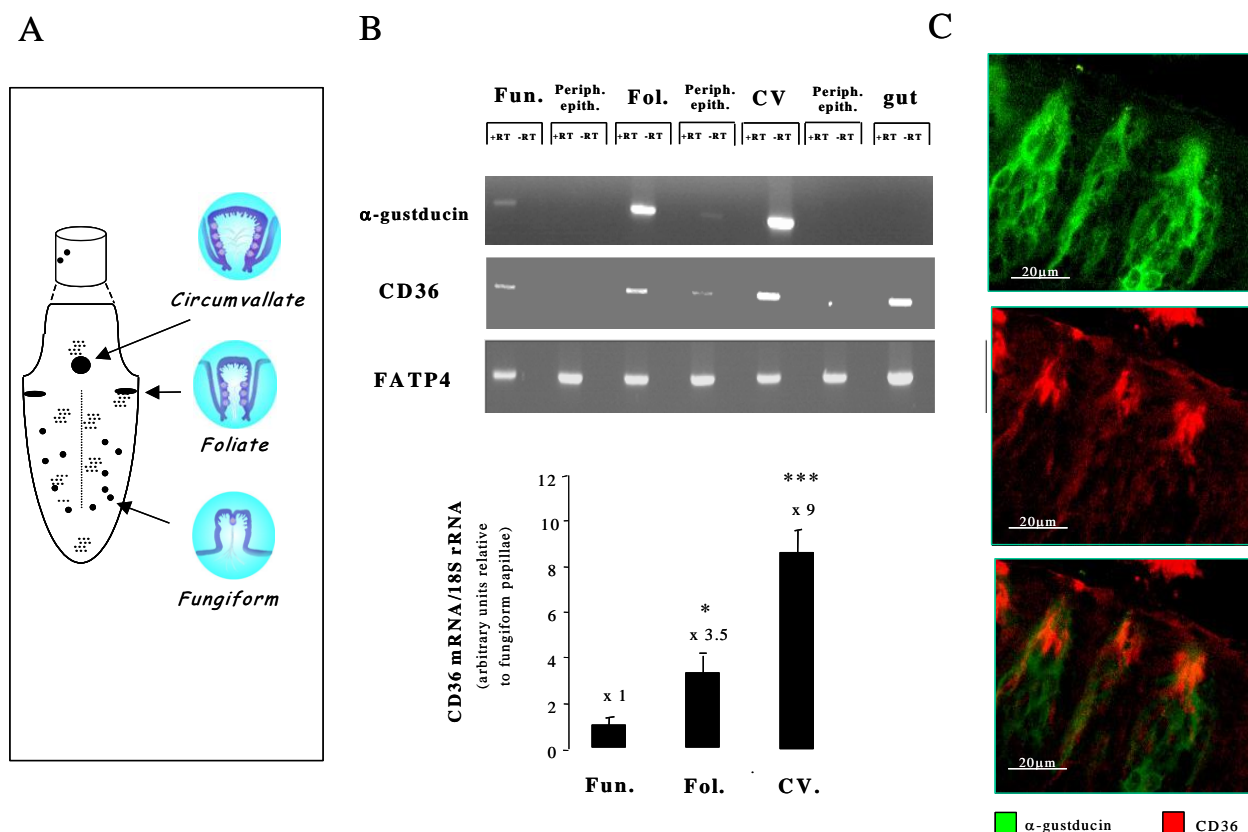 A
Circumvallate
Foliate
Fungiform
B
Fun. Periph. epith. Fol. Periph. epith. CV Periph. epith. gut
+RT -RT +RT -RT +RT -RT +RT -RT +RT -RT +RT -RT +RT -RT
α-gustducin
CD36
FATP4
CD36 mRNA/18S rRNA
(arbitrary units relative
to fungiform papillae)
12
10
8
6
4
2
0
x 1
*
x 3.5
***
x 9
Fun. Fol. CV.
C
20µm
20µm
20µm
α-gustducin CD36